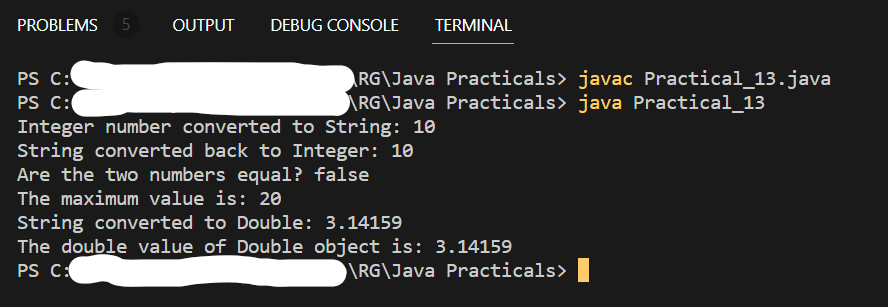 PROBLEMS 5 OUTPUT DEBUG CONSOLE TERMINAL
PS C:\RG\Java Practicals> javac Practical_13.java
PS C:\RG\Java Practicals> java Practical_13
Integer number converted to String: 10
String converted back to Integer: 10
Are the two numbers equal? false
The maximum value is: 20
String converted to Double: 3.14159
The double value of Double object is: 3.14159
PS C:\RG\Java Practicals>